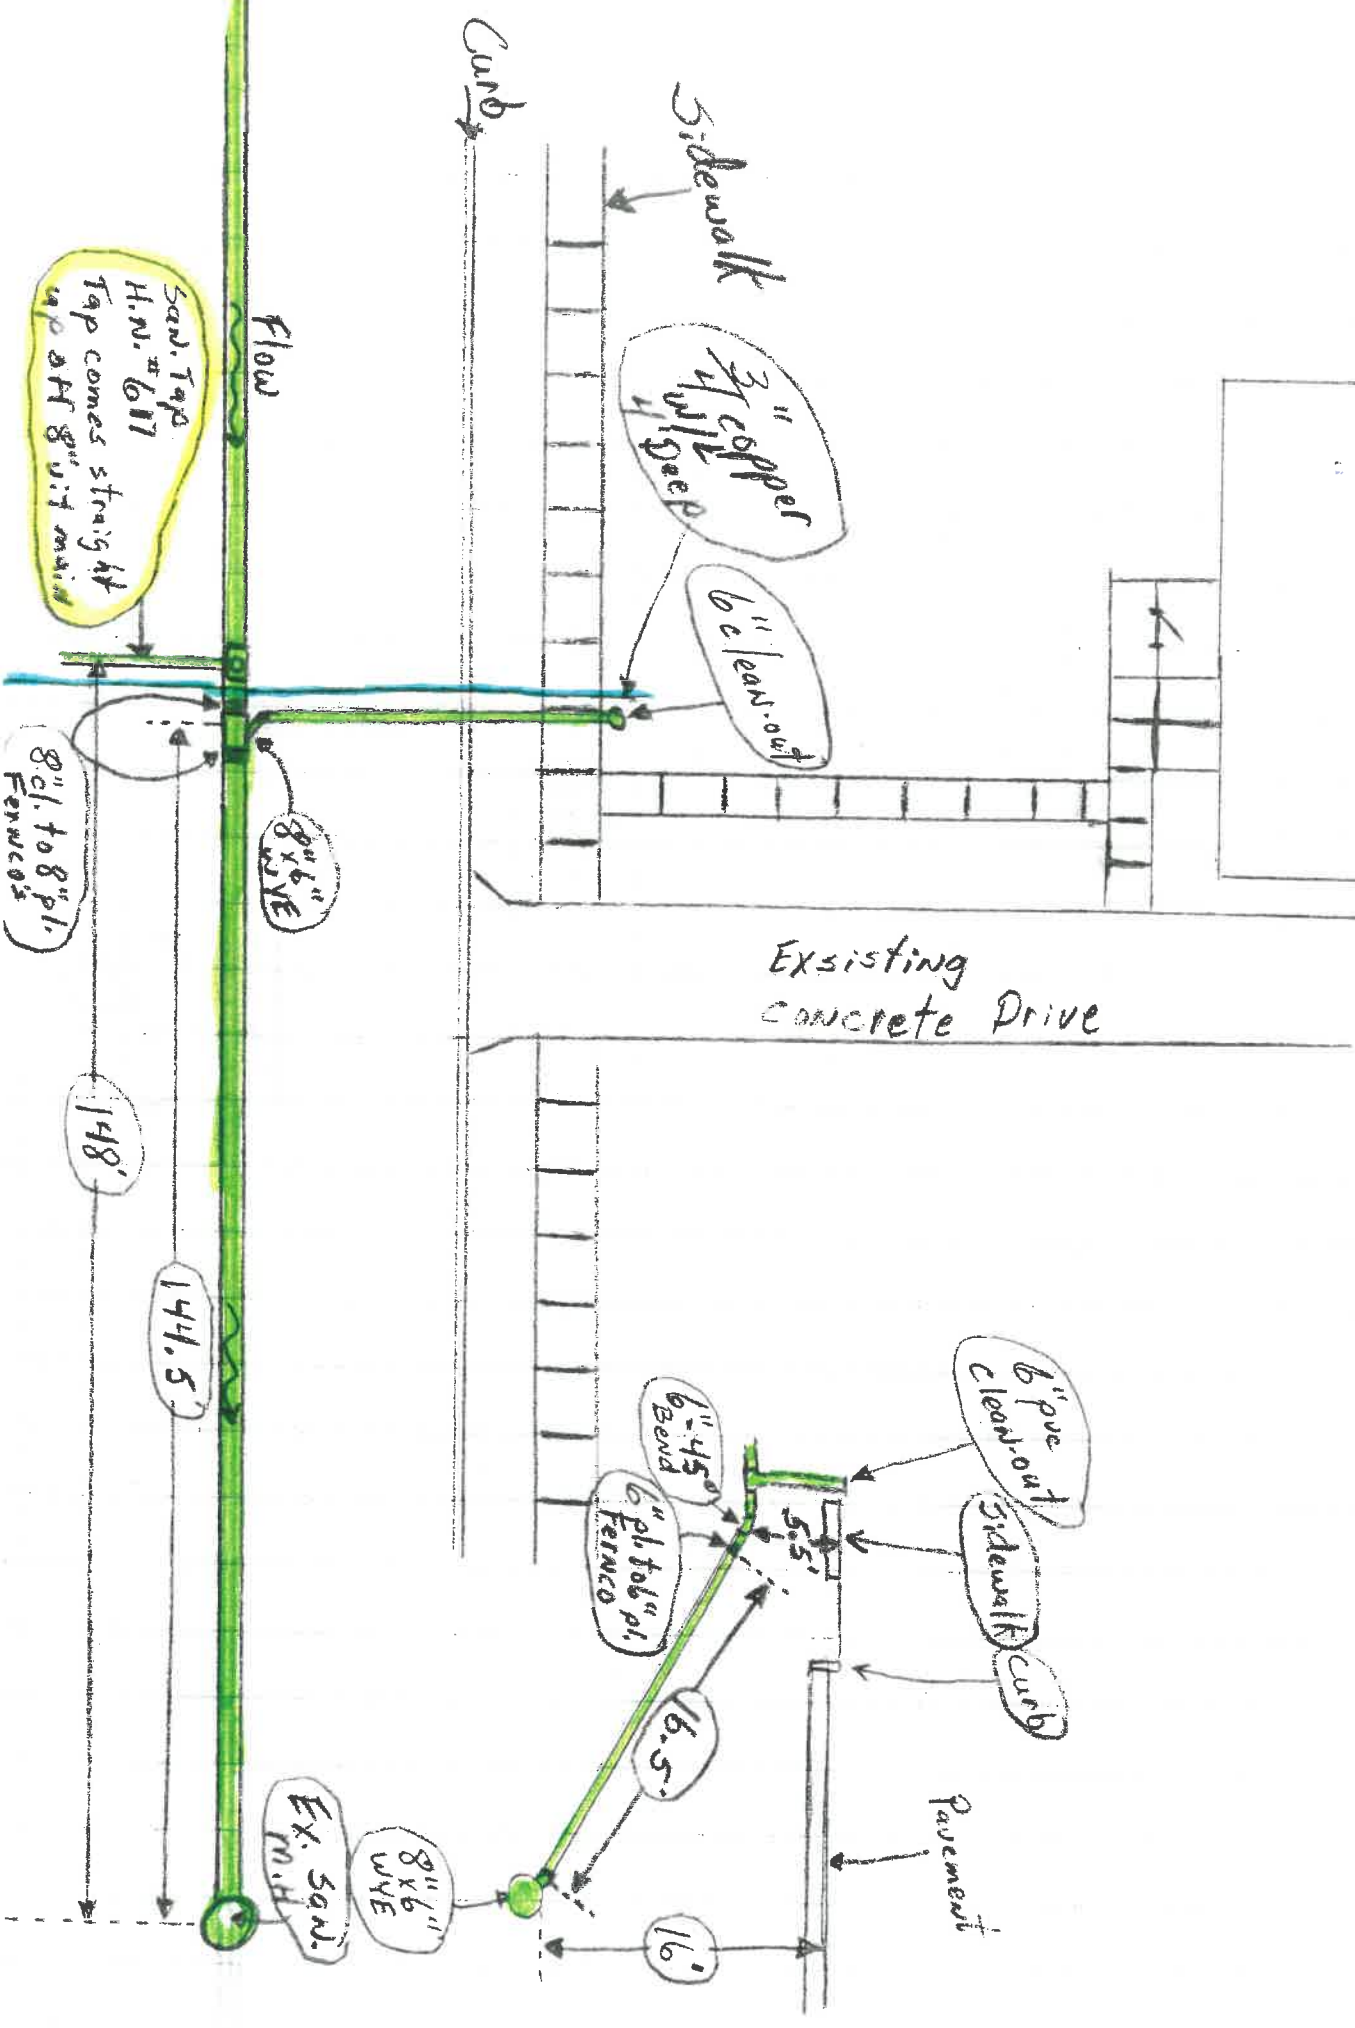 Curb
Sidewalk
3/4" copper
W/L
4' Deep
6" clean-out
Flow
San. Tap
H.N. #617
Tap comes straight
up off 8" vit main
8" x 6"
WYE
8" cl. to 8" pl.
Fernco's
Exsisting
concrete Drive
148'
144.5'
6" pvc
clean-out
Sidewalk
Curb
Pavement
6"-45°
Bend
5.5'
6" pl. to 6" pl.
Fernco
16.5'
16'
8" x 6"
WYE
Ex. San.
M.H.